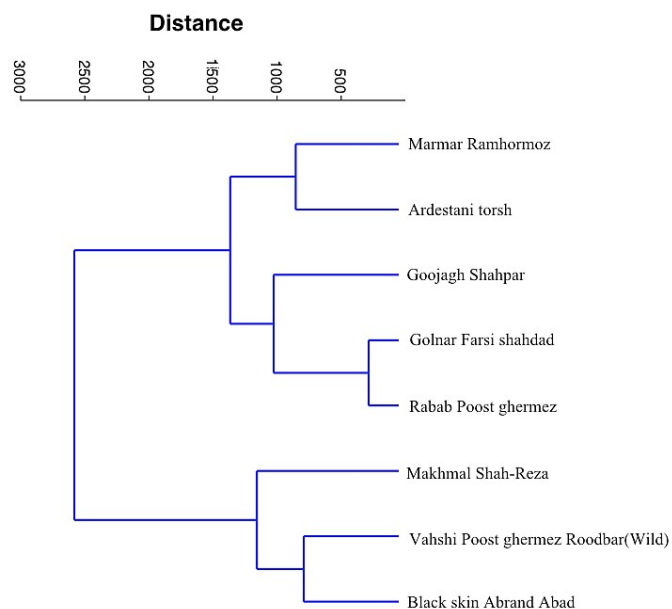 Distance
3000 2500 2000 1500 1000 500
Marmar Ramhormoz
Ardestani torsh
Goojagh Shahpar
Golnar Farsi shahdad
Rabab Poost ghermez
Makhmal Shah-Reza
Vahshi Poost ghermez Roodbar(Wild)
Black skin Abrand Abad